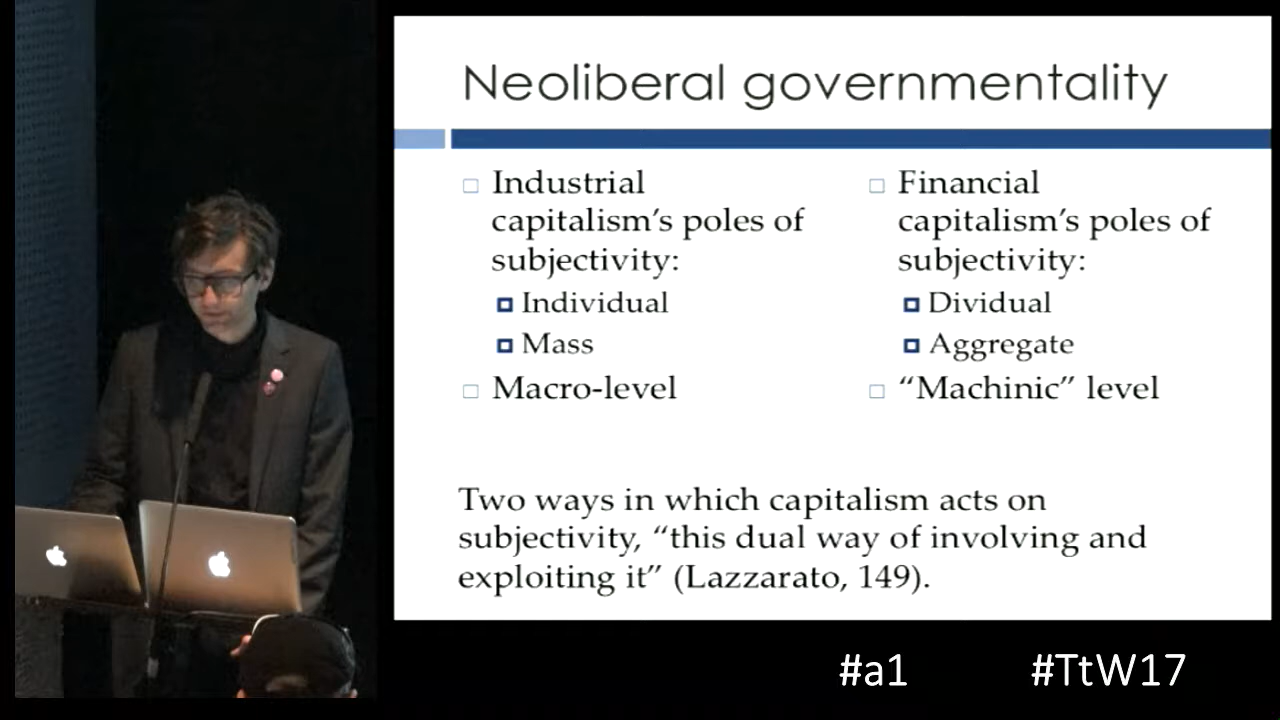 Neoliberal governmentality
Industrial
capitalism's poles of
subjectivity:
Individual
Mass
Macro-level
Financial
capitalism's poles of
subjectivity:
Dividual
Aggregate
"Machinic" level
Two ways in which capitalism acts on
subjectivity, "this dual way of involving and
exploiting it" (Lazzarato, 149).
#a1 #TtW17